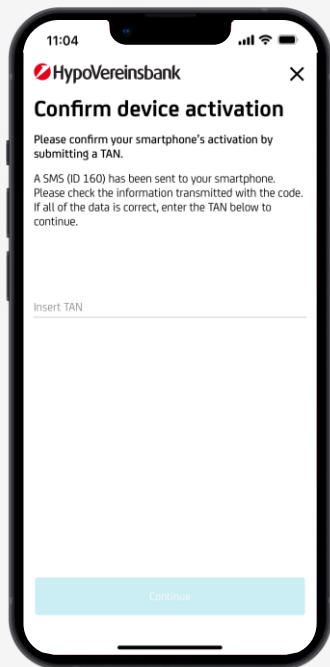 11:04
HypoVereinsbank
Confirm device activation
Please confirm your smartphone's activation by
submitting a TAN.
A SMS (ID 160) has been sent to your smartphone.
Please check the information transmitted with the code.
If all of the data is correct, enter the TAN below to
continue.
Insert TAN
Continue